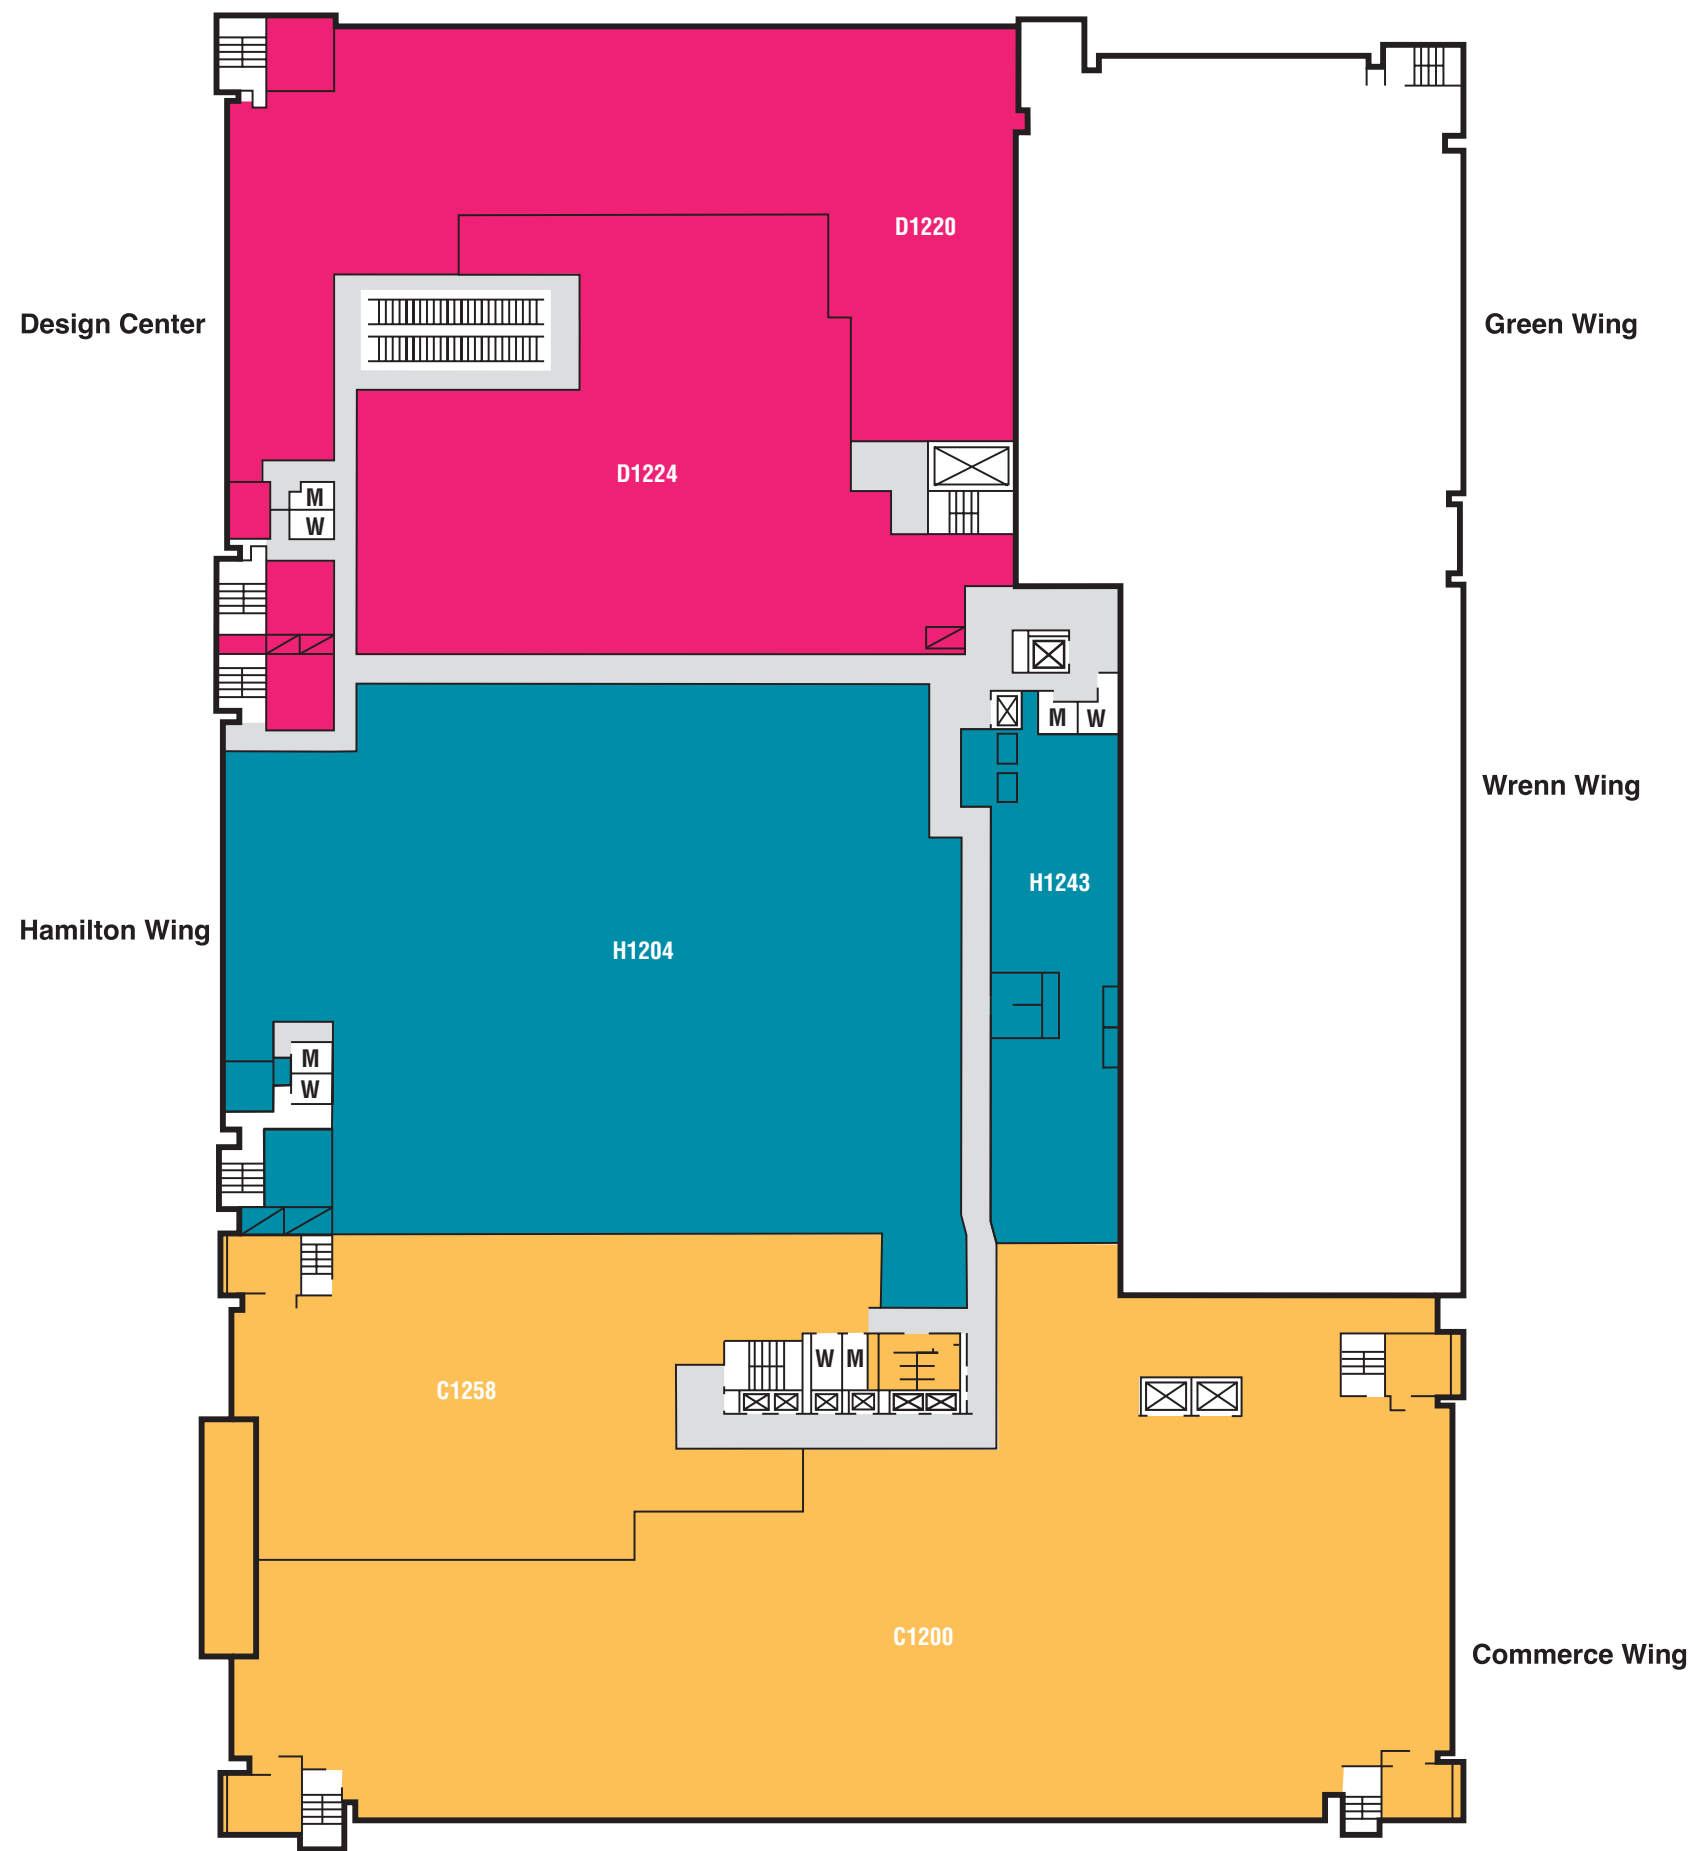 D1220
Design Center
Green Wing
D1224
M
W
M
W
Wrenn Wing
H1243
Hamilton Wing
H1204
M
W
W
M
C1258
C1200
Commerce Wing